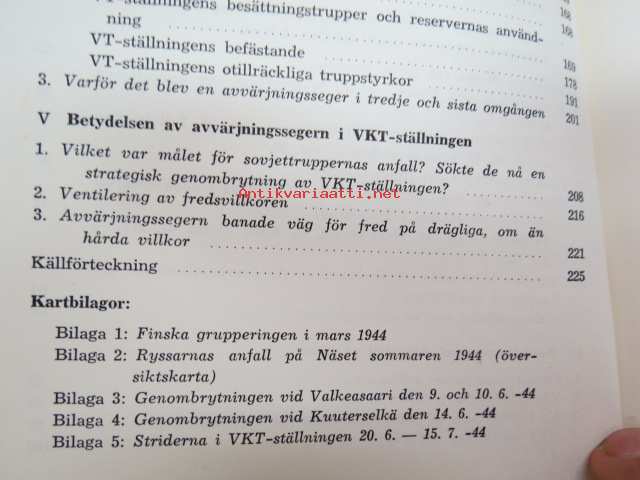 VT-ställningens besättningstrupper och reservernas använd-
ning 168
168
VT-ställningens befästande 169
VT-ställningens otillräckliga truppstyrkor 178
191
3. Varför det blev en avvärjningsseger i tredje och sista omgången 201
V Betydelsen av avvärjningssegern i VKT-ställningen
1. Vilket var målet för sovjettruppernas anfall? Sökte de nå en
strategisk genombrytning av VKT-ställningen? 208
Antikvariaatti.net
2. Ventilering av fredsvillkoren 216
3. Avvärjningssegern banade väg för fred på drägliga, om än
hårda villkor 221
Källförteckning 225
Kartbilagor:
Bilaga 1: Finska grupperingen i mars 1944
Bilaga 2: Ryssarnas anfall på Näset sommaren 1944 (över-
siktskarta)
Bilaga 3: Genombrytningen vid Valkeasaari den 9. och 10. 6. -44
Bilaga 4: Genombrytningen vid Kuuterselkä den 14. 6. -44
Bilaga 5: Striderna i VKT-ställningen 20. 6. — 15. 7. -44